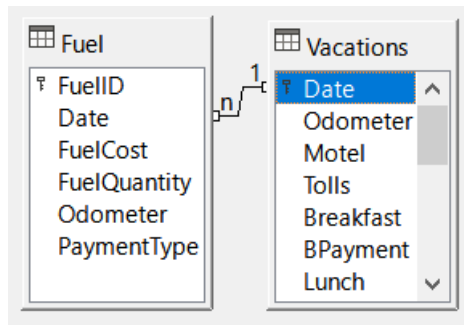 Fuel
FuelID
Date
FuelCost
FuelQuantity
Odometer
PaymentType
n
1
Vacations
Date
Odometer
Motel
Tolls
Breakfast
BPayment
Lunch